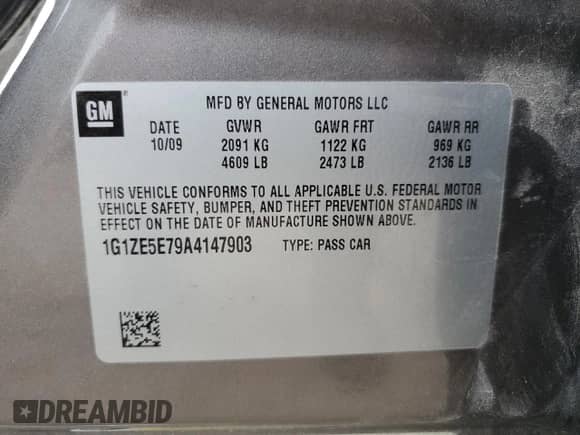 GM
MFD BY GENERAL MOTORS LLC
DATE GVWR GAWR FRT GAWR RR
10/09 2091 KG 1122 KG 969 KG
4609 LB 2473 LB 2136 LB
THIS VEHICLE CONFORMS TO ALL APPLICABLE U.S. FEDERAL MOTOR
VEHICLE SAFETY, BUMPER, AND THEFT PREVENTION STANDARDS IN
EFFECT ON THE DATE OF MANUFACTURE SHOWN ABOVE.
1G1ZE5E79A4147903 TYPE: PASS CAR
DREAMBID